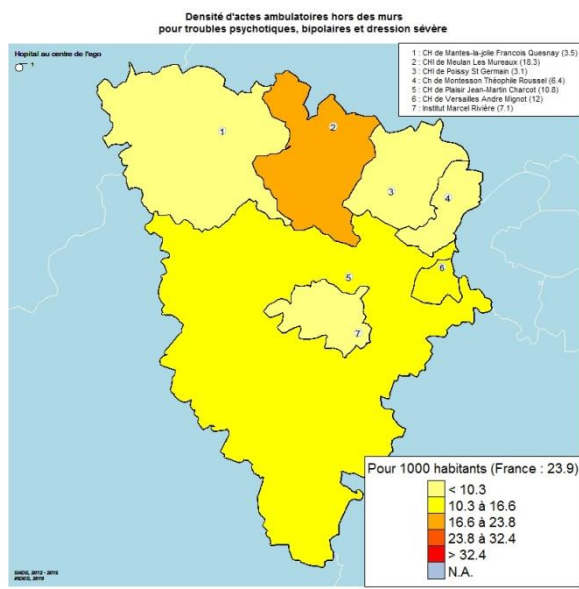 Densité d'actes ambulatoires hors des murs
pour troubles psychotiques, bipolaires et dression sévère
Hopital au centre de l'ago
1
1 : CH de Mantes-la-jolie Francois Quesnay (3.5)
2 : CHI de Meulan Les Mureaux (18.3)
3 : CHI de Poissy St Germain (3.1)
4 : Ch de Montesson Théophile Roussel (6.4)
5 : CH de Plaisir Jean-Martin Charcot (10.8)
6 : CH de Versailles Andre Mignot (12)
7 : Institut Marcel Rivière (7.1)
1
2
3
4
5
6
7
Pour 1000 habitants (France : 23.9)
< 10.3
10.3 à 16.6
16.6 à 23.8
23.8 à 32.4
> 32.4
N.A.